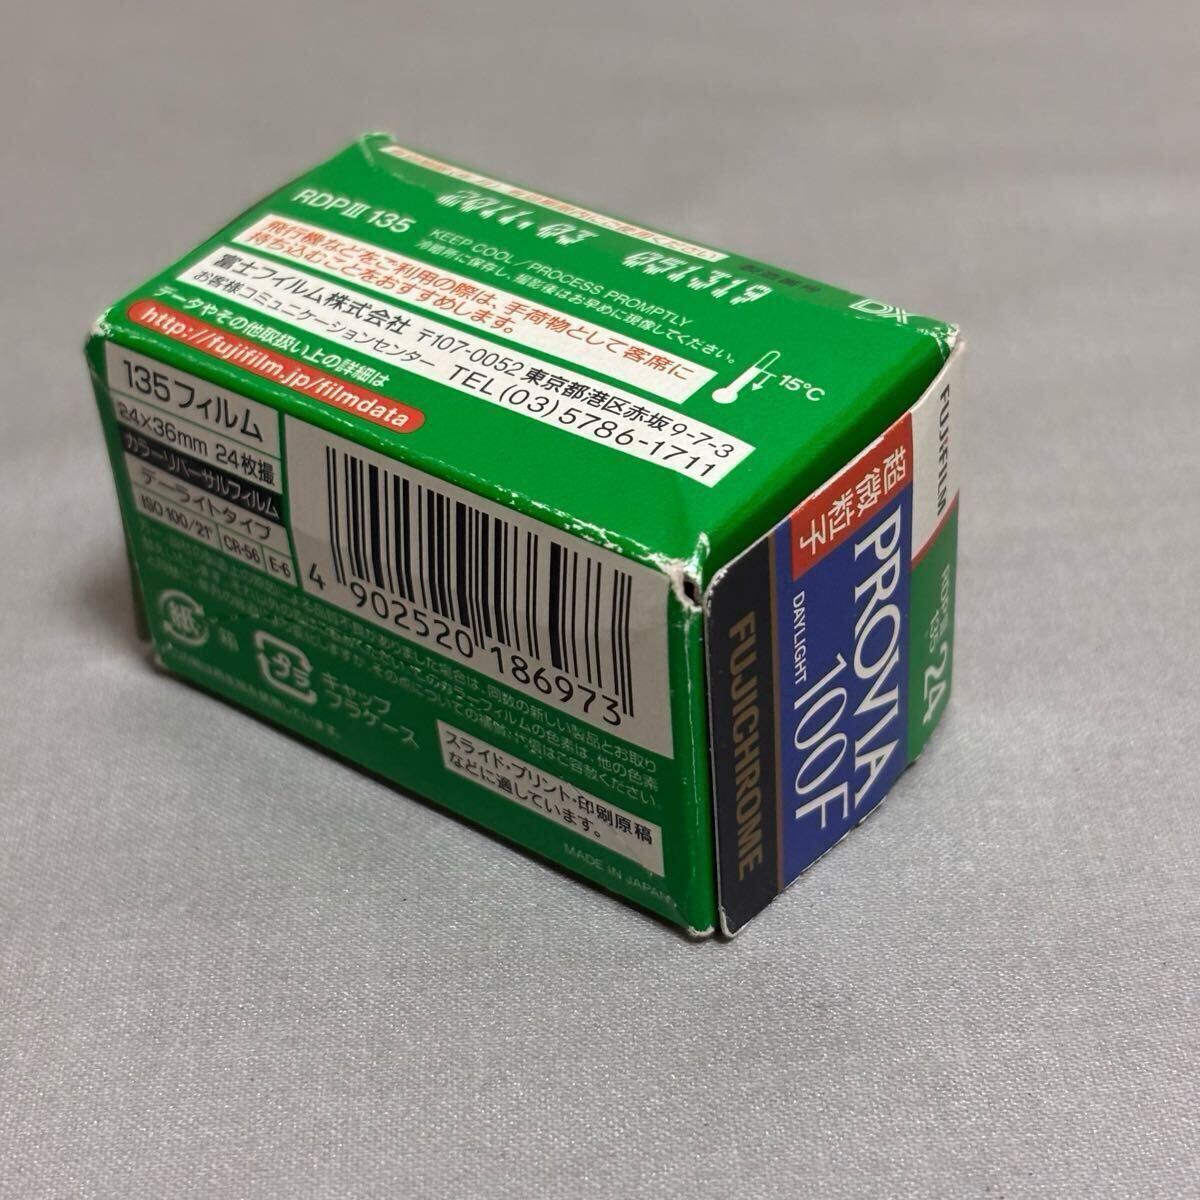 RDPⅢ 135
KEEP COOL/PROCESS PROMPTLY
冷暗所に保存し、撮影後はお早めに現像してください。
15℃
DX
飛行機などをご利用の際は、手荷物として客席に
持ち込むことをおすすめします。
富士フイルム株式会社 〒107-0052 東京都港区赤坂9-7-3
お客様コミュニケーションセンター TEL (03) 5786-1711
データやその他取扱い上の詳細は
http://fujifilm.jp/filmdata
135フィルム
24×36mm 24枚撮
カラーリバーサルフィルム
デーライトタイプ
ISO 100/21° CR-56 E-6
4 902520 186973
紙 箱
プラ キャップ
プラケース
スライド・プリント・印刷原稿
などに適しています。
MADE IN JAPAN
FUJIFILM
超微粒子
PROVIA
100F
DAYLIGHT
FUJICHROME
RDPⅢ
135
24